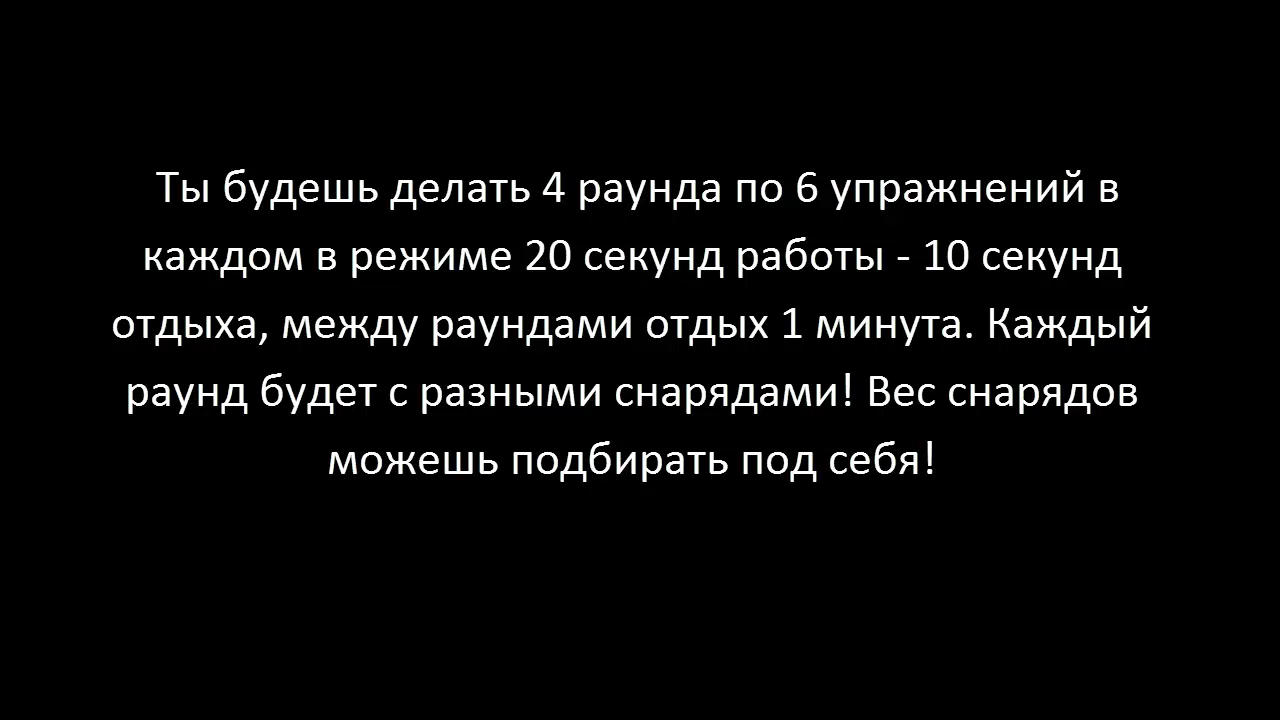 Ты будешь делать 4 раунда по 6 упражнений в
каждом в режиме 20 секунд работы - 10 секунд
отдыха, между раундами отдых 1 минута. Каждый
раунд будет с разными снарядами! Вес снарядов
можешь подбирать под себя!